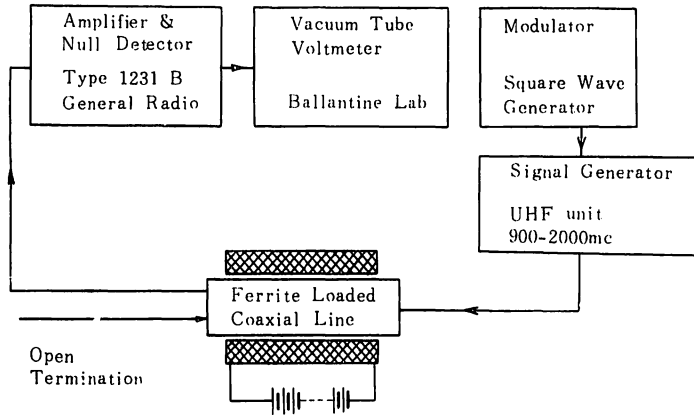 Amplifier &
Null Detector
Type 1231 B
General Radio
Vacuum Tube
Voltmeter
Ballantine Lab
Modulator
Square Wave
Generator
Signal Generator
UHF unit
900-2000mc
Ferrite Loaded
Coaxial Line
Open
Termination